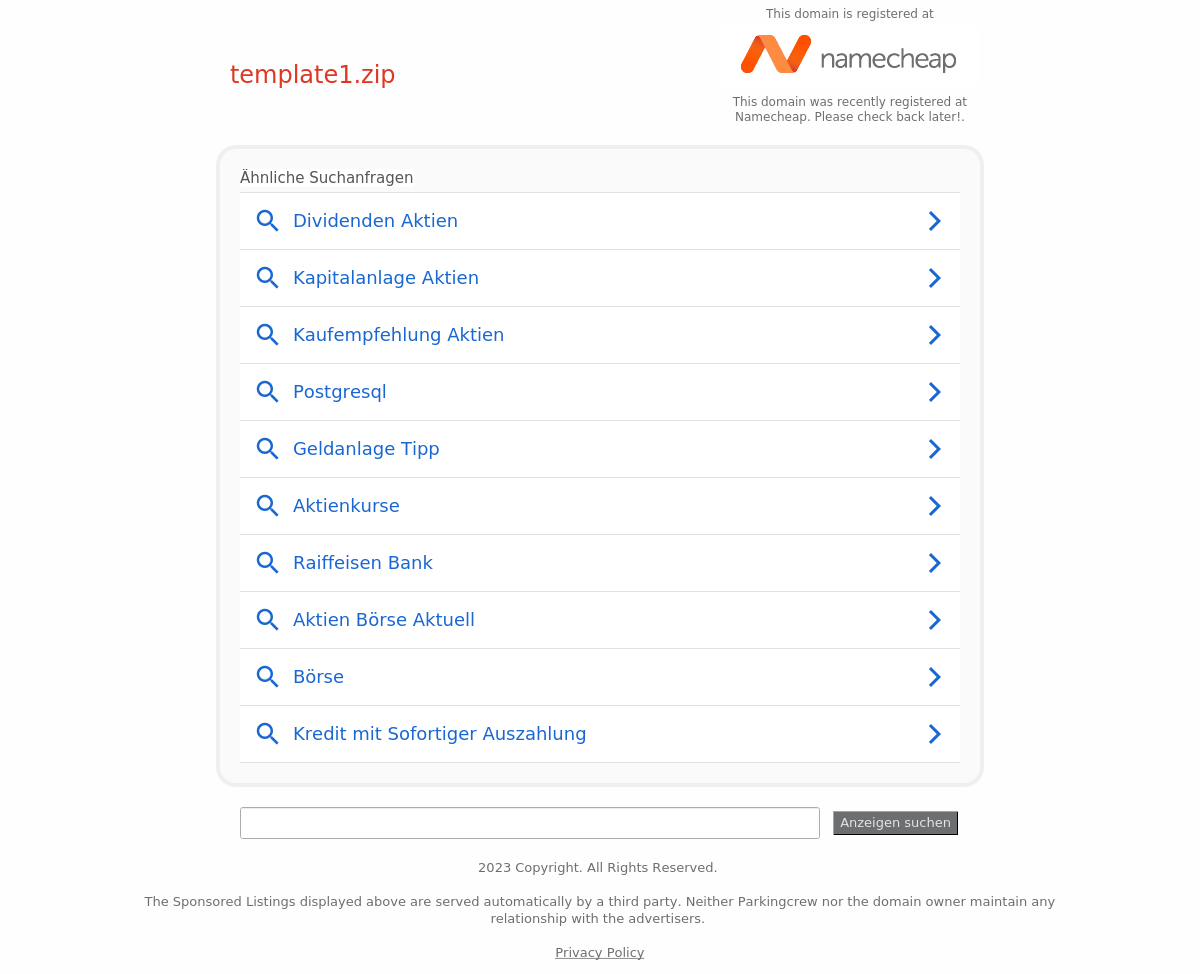 This domain is registered at
namecheap
template1.zip
This domain was recently registered at
Namecheap. Please check back later!.
Ähnliche Suchanfragen
Dividenden Aktien
Kapitalanlage Aktien
Kaufempfehlung Aktien
Postgresql
Geldanlage Tipp
Aktienkurse
Raiffeisen Bank
Aktien Börse Aktuell
Börse
Kredit mit Sofortiger Auszahlung
Anzeigen suchen
2023 Copyright. All Rights Reserved.
The Sponsored Listings displayed above are served automatically by a third party. Neither Parkingcrew nor the domain owner maintain any
relationship with the advertisers.
Privacy Policy